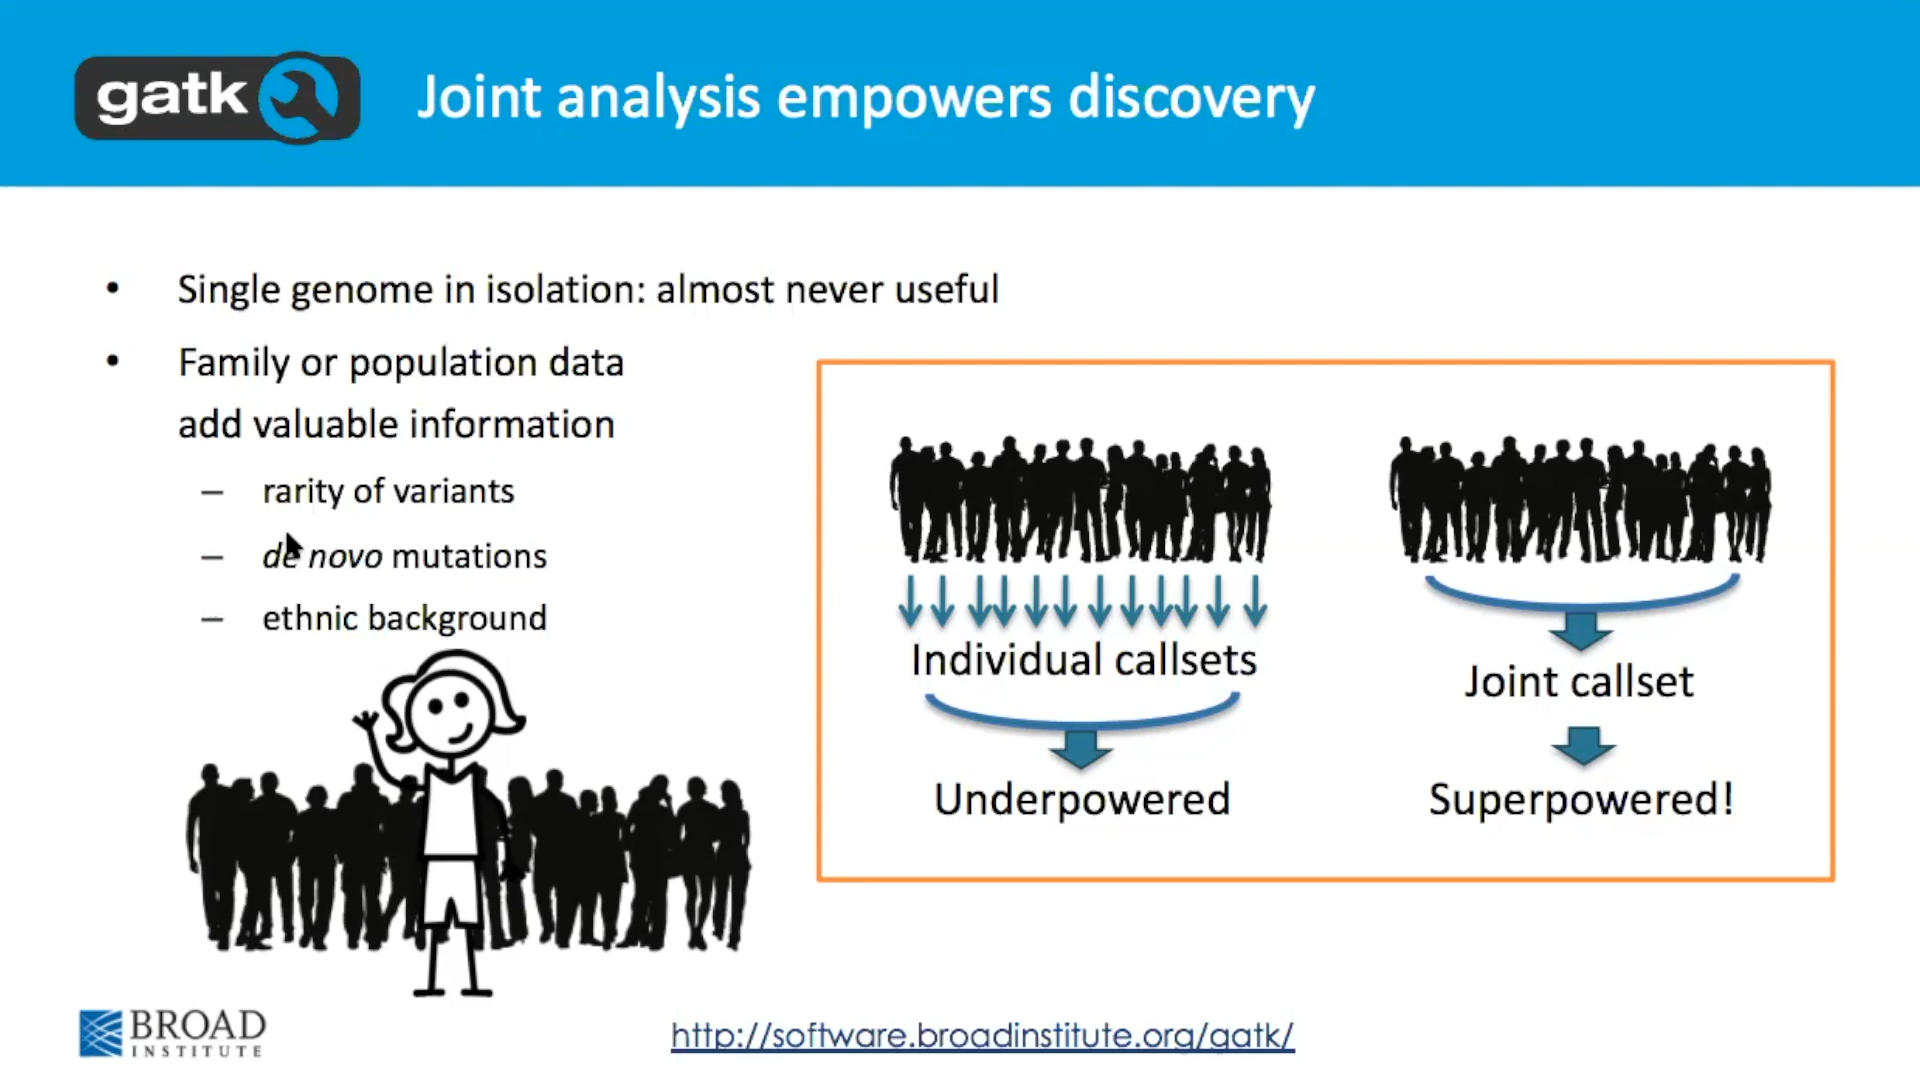 gatk
Joint analysis empowers discovery
• Single genome in isolation: almost never useful
• Family or population data
add valuable information
– rarity of variants
– de novo mutations
– ethnic background
Individual callsets
Underpowered
Joint callset
Superpowered!
BROAD
INSTITUTE
http://software.broadinstitute.org/gatk/